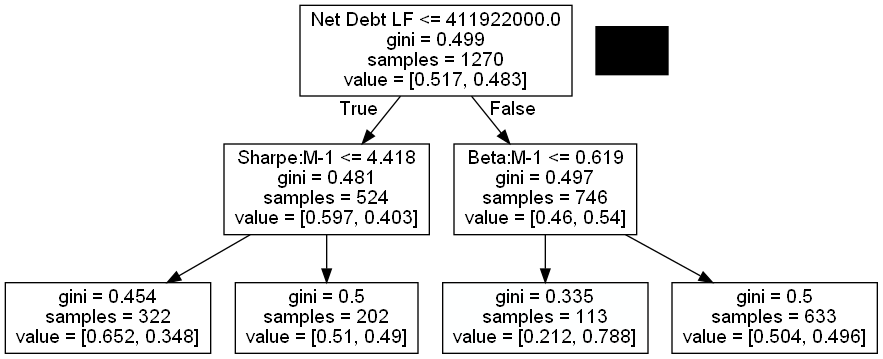 Net Debt LF <= 411922000.0
gini = 0.499
samples = 1270
value = [0.517, 0.483]
True
False
Sharpe:M-1 <= 4.418
gini = 0.481
samples = 524
value = [0.597, 0.403]
Beta:M-1 <= 0.619
gini = 0.497
samples = 746
value = [0.46, 0.54]
gini = 0.454
samples = 322
value = [0.652, 0.348]
gini = 0.5
samples = 202
value = [0.51, 0.49]
gini = 0.335
samples = 113
value = [0.212, 0.788]
gini = 0.5
samples = 633
value = [0.504, 0.496]